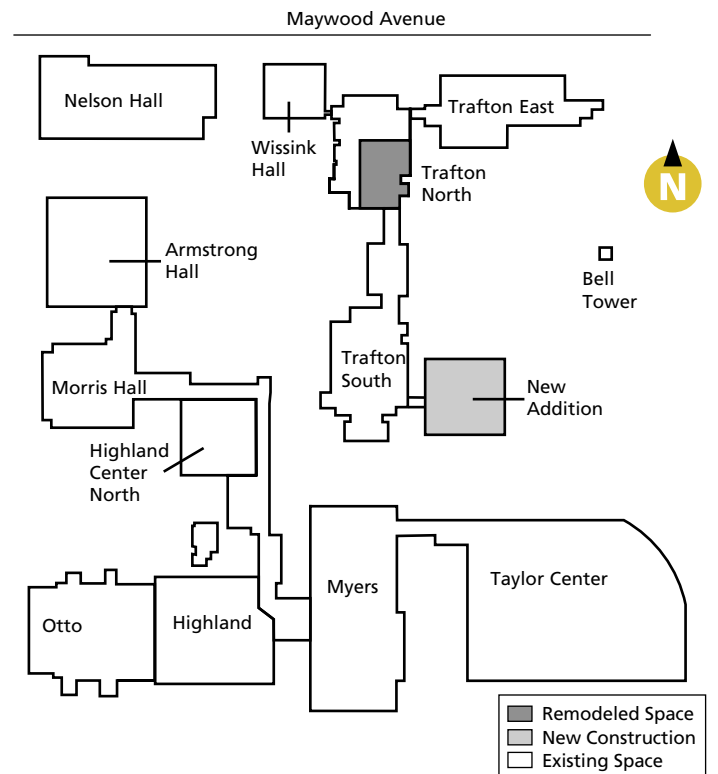 Maywood Avenue
Nelson Hall
Wissink
Hall
Trafton East
Trafton
North
N
Armstrong
Hall
Bell
Tower
Morris Hall
Trafton
South
New
Addition
Highland
Center
North
Otto
Highland
Myers
Taylor Center
Remodeled Space
New Construction
Existing Space